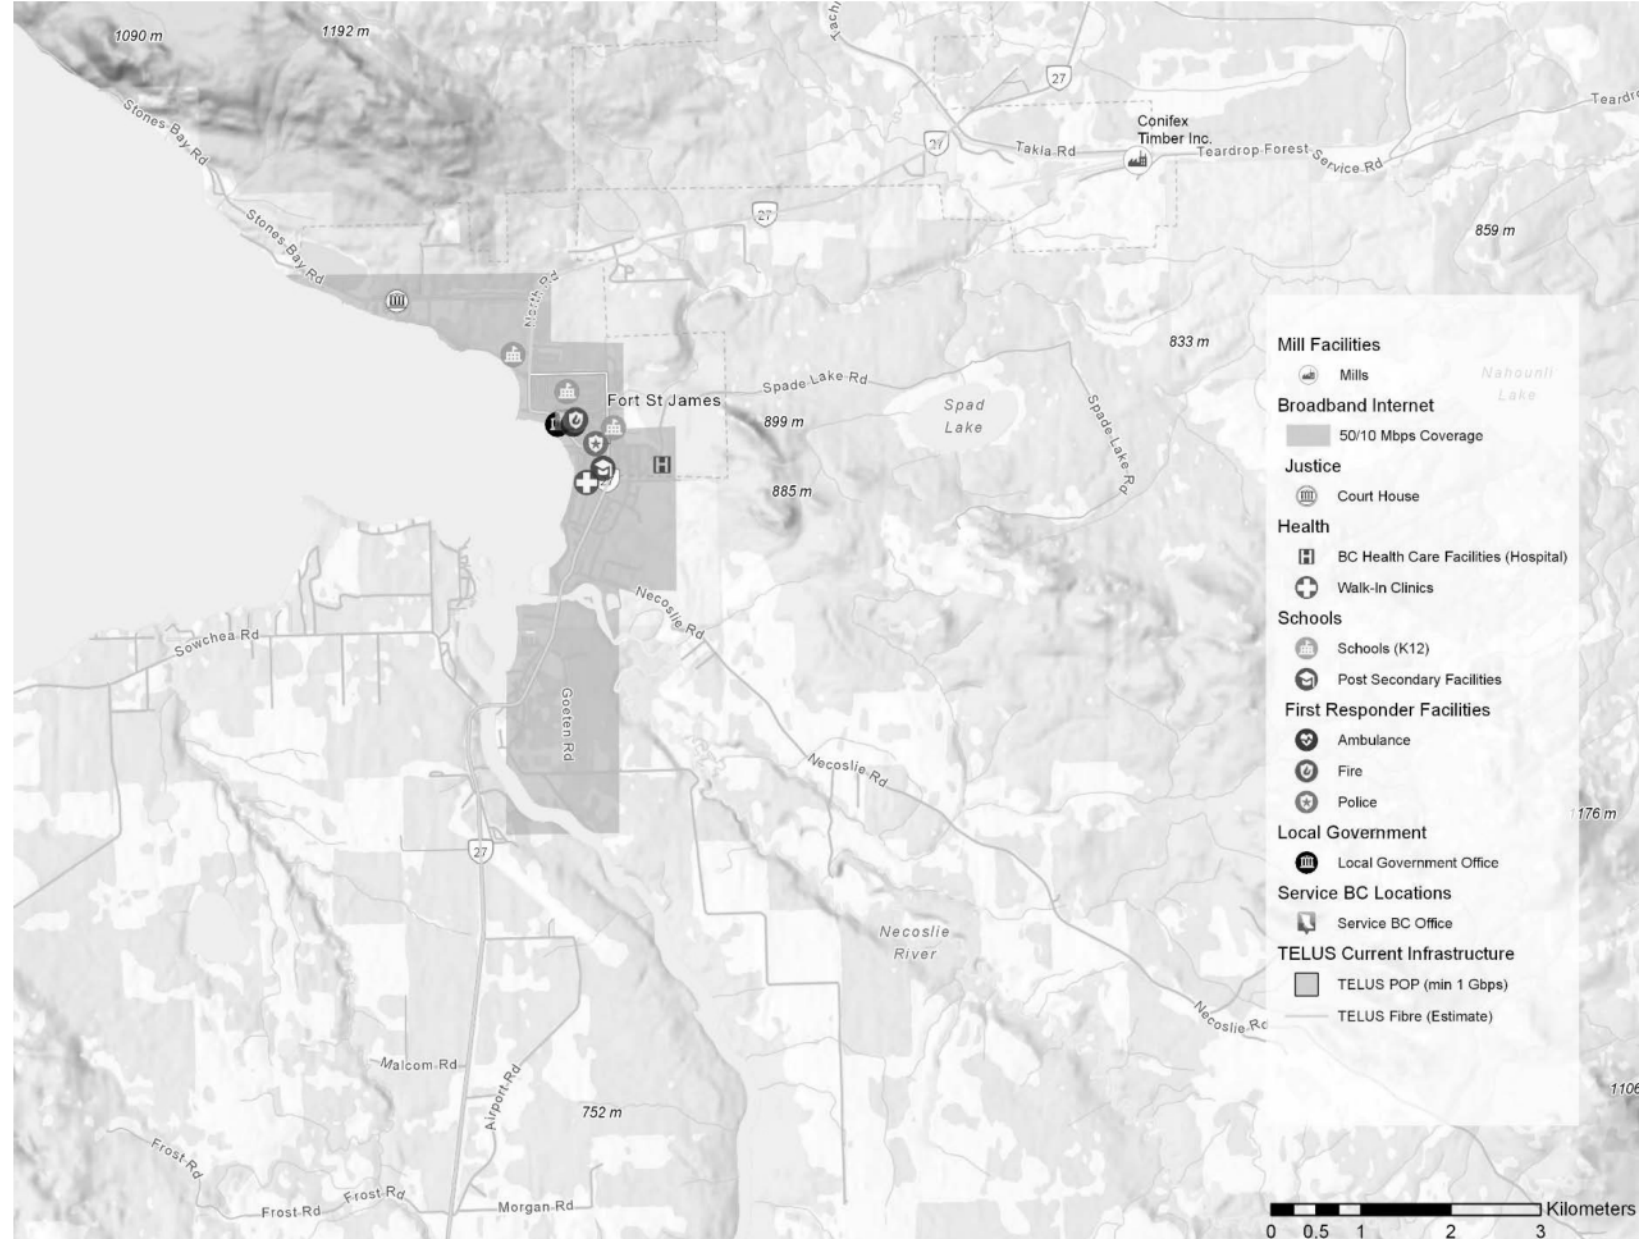 1090 m
1192 m
27
Stones Bay Rd
Conifex
Timber Inc.
27
Takla Rd
Teardrop Forest Service Rd
27
Stones Bay Rd
859 m
North Rd
833 m
Spade Lake Rd
Fort St James
899 m
Spad
Lake
Spade Lake Rd
885 m
Necoslie Rd
Sowchea Rd
Goeten Rd
Necoslie Rd
27
Necoslie
River
Necoslie Rd
Malcom Rd
Airport Rd
752 m
Frost Rd
Frost Rd
Frost Rd
Morgan Rd
Nahounli
Lake
1176 m
1106
Mill Facilities
Mills
Broadband Internet
50/10 Mbps Coverage
Justice
Court House
Health
BC Health Care Facilities (Hospital)
Walk-In Clinics
Schools
Schools (K12)
Post Secondary Facilities
First Responder Facilities
Ambulance
Fire
Police
Local Government
Local Government Office
Service BC Locations
Service BC Office
TELUS Current Infrastructure
TELUS POP (min 1 Gbps)
TELUS Fibre (Estimate)
Kilometers
0 0.5 1 2 3